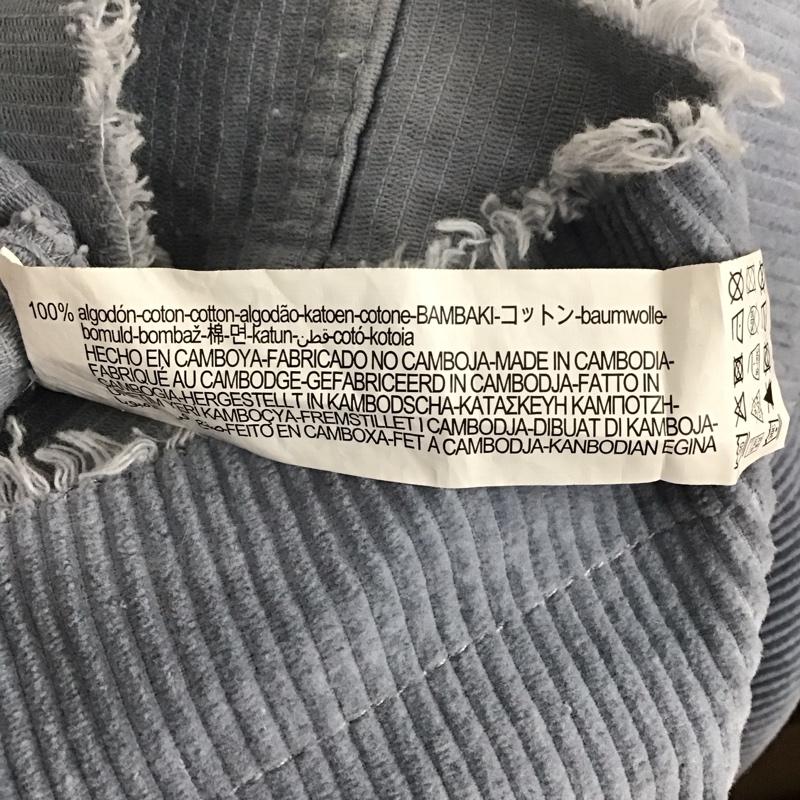 100% algodón-coton-cotton-algodão-katoen-cotone-BAMBAKI-コットン-baumwolle-
bomuld-bombaž-棉-면-katun-قطن-cotó-kotoia
HECHO EN CAMBOYA-FABRICADO NO CAMBOJA-MADE IN CAMBODIA-
FABRIQUÉ AU CAMBODGE-GEFABRICEERD IN CAMBODJA-FATTO IN
CAMBOGIA-HERGESTELLT IN KAMBODSCHA-ΚΑΤΑΣΚΕΥΗ ΚΑΜΠΟΤΖΗ-
KAMBOCYA-FREMSTILLET I CAMBODJA-DIBUAT DI KAMBOJA-
FEITO EN CAMBOXA-FET A CAMBODJA-KANBODIAN EGINA